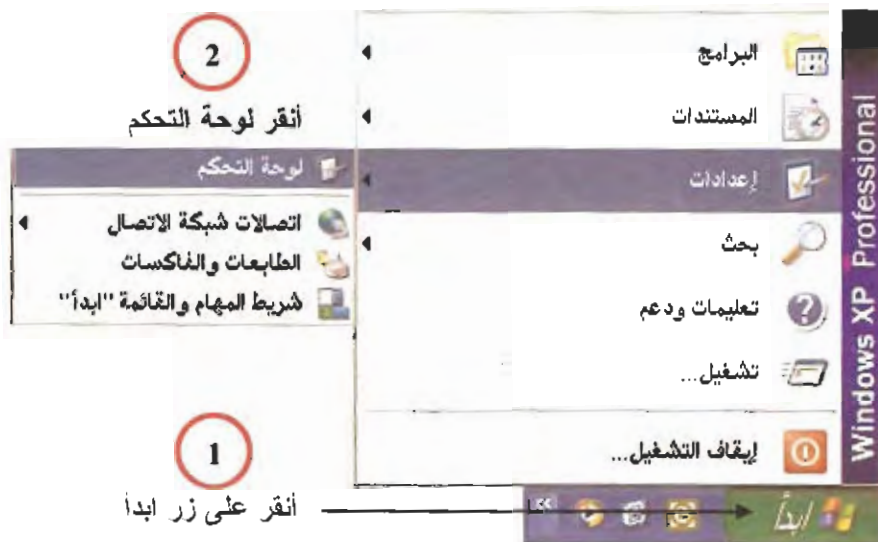 البرامج
المستندات
إعدادات
بحث
تعليمات ودعم
تشغيل...
إيقاف التشغيل...
Windows XP Professional
2
أنقر لوحة التحكم
لوحة التحكم
اتصالات شبكة الاتصال
الطابعات والفاكسات
شريط المهام والقائمة "ابدأ"
1
أنقر على زر ابدأ
ابدأ